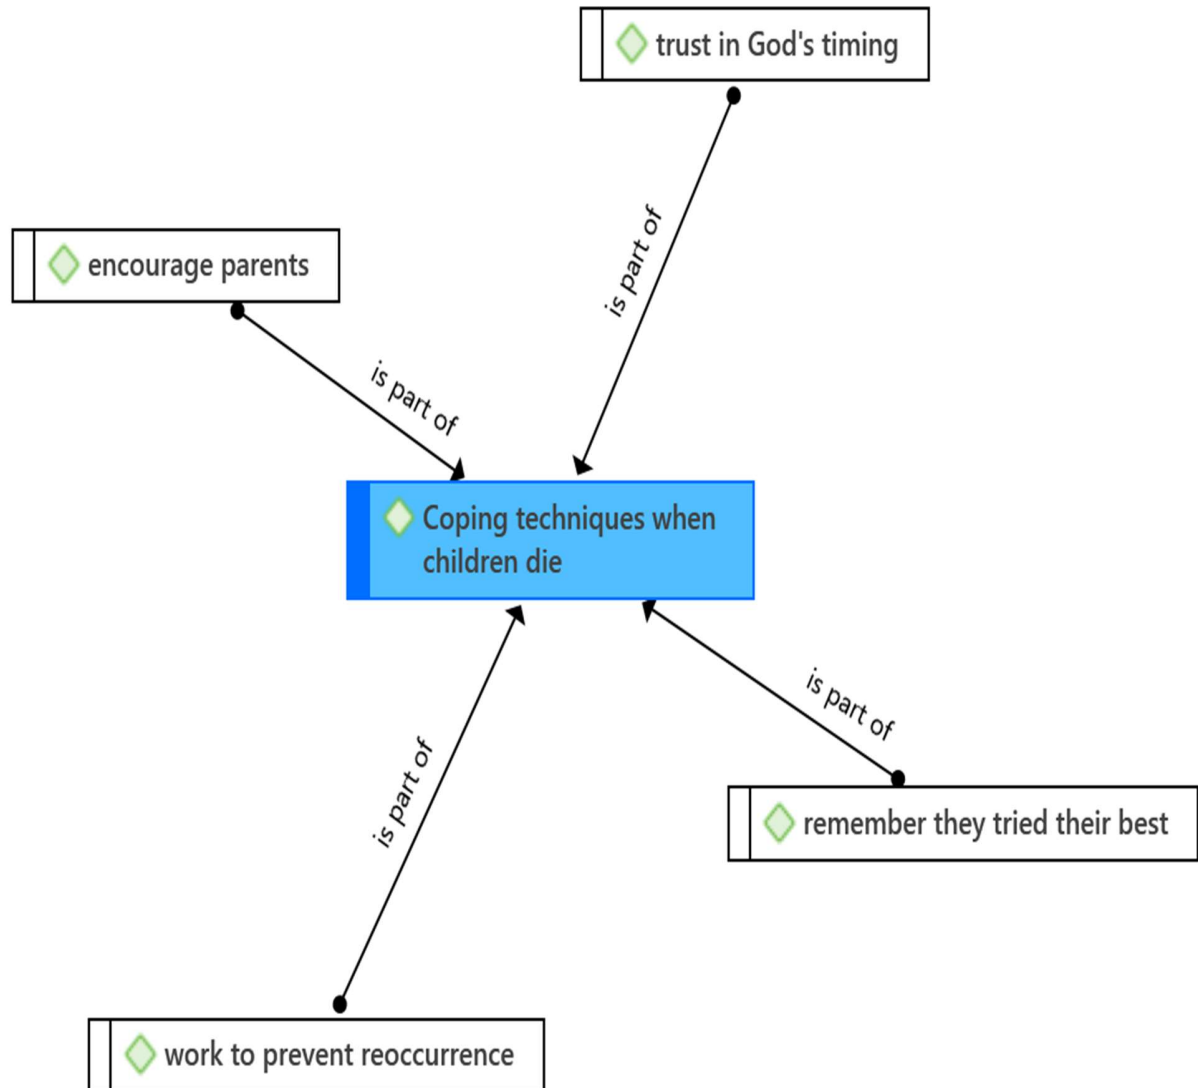 trust in God's timing
is part of
encourage parents
is part of
Coping techniques when
children die
is part of
is part of
remember they tried their best
work to prevent reoccurrence